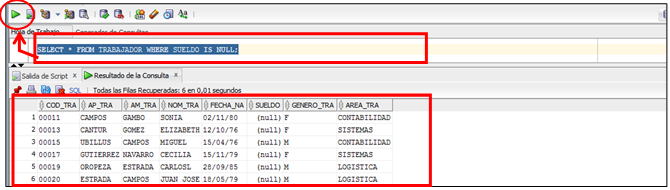 Hoja de Trabajo Generador de Consultas
SELECT * FROM TRABAJADOR WHERE SUELDO IS NULL;
Salida de Script × Resultado de la Consulta ×
SQL | Todas las Filas Recuperadas: 6 en 0,01 segundos
COD_TRA AP_TRA AM_TRA NOM_TRA FECHA_NA SUELDO GENERO_TRA AREA_TRA
1 00011 CAMPOS GAMBO SONIA 02/11/80 (null) F CONTABILIDAD
2 00013 CANTUR GOMEZ ELIZABETH 12/10/76 (null) F SISTEMAS
3 00015 UBILLUS CAMPOS MIGUEL 15/04/76 (null) M CONTABILIDAD
4 00017 GUTIERREZ NAVARRO CECILIA 15/11/79 (null) F SISTEMAS
5 00019 OROPEZA ESTRADA CARLOSL 28/09/85 (null) M LOGISTICA
6 00020 ESTRADA CAMPOS JUAN JOSE 18/05/79 (null) M LOGISTICA